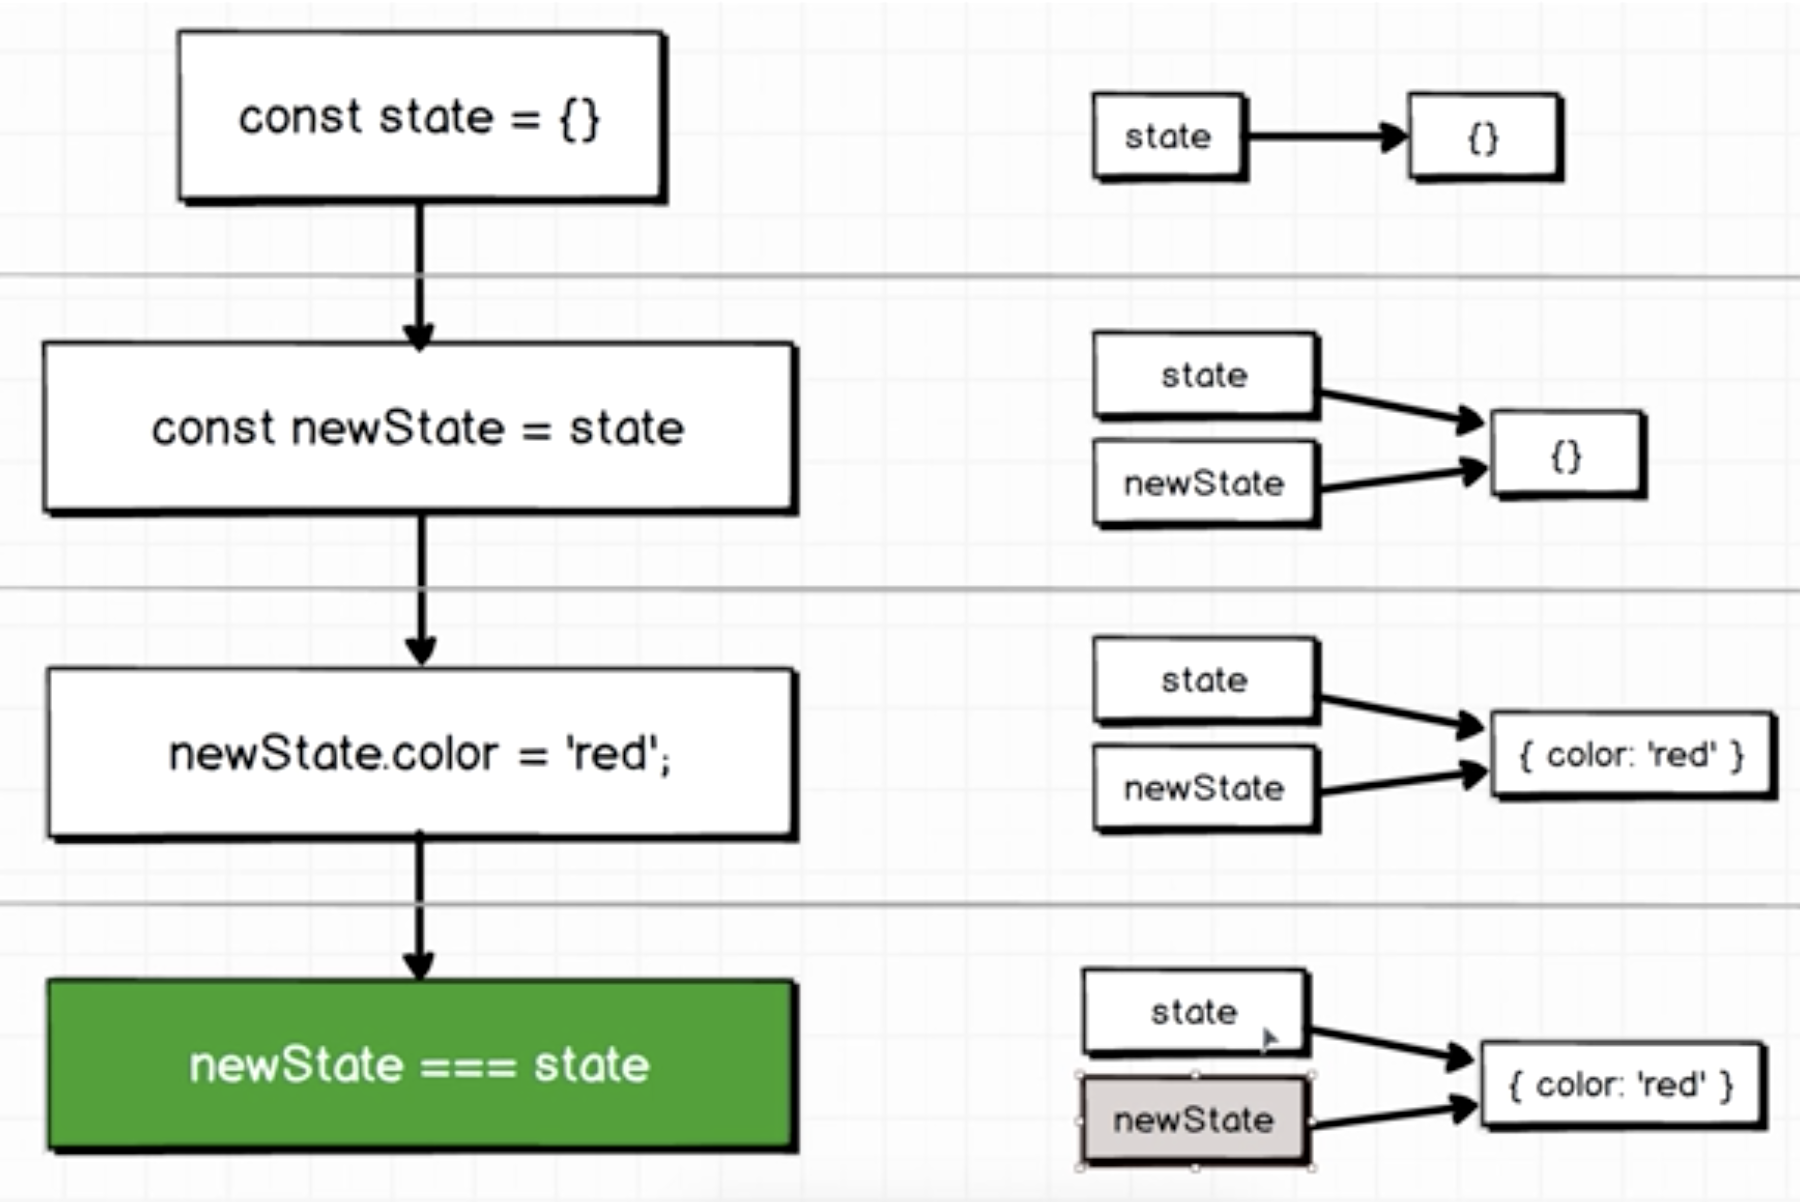 const state = {}
state
{}
const newState = state
state
newState
{}
newState.color = 'red';
state
newState
{ color: 'red' }
newState === state
state
newState
{ color: 'red' }